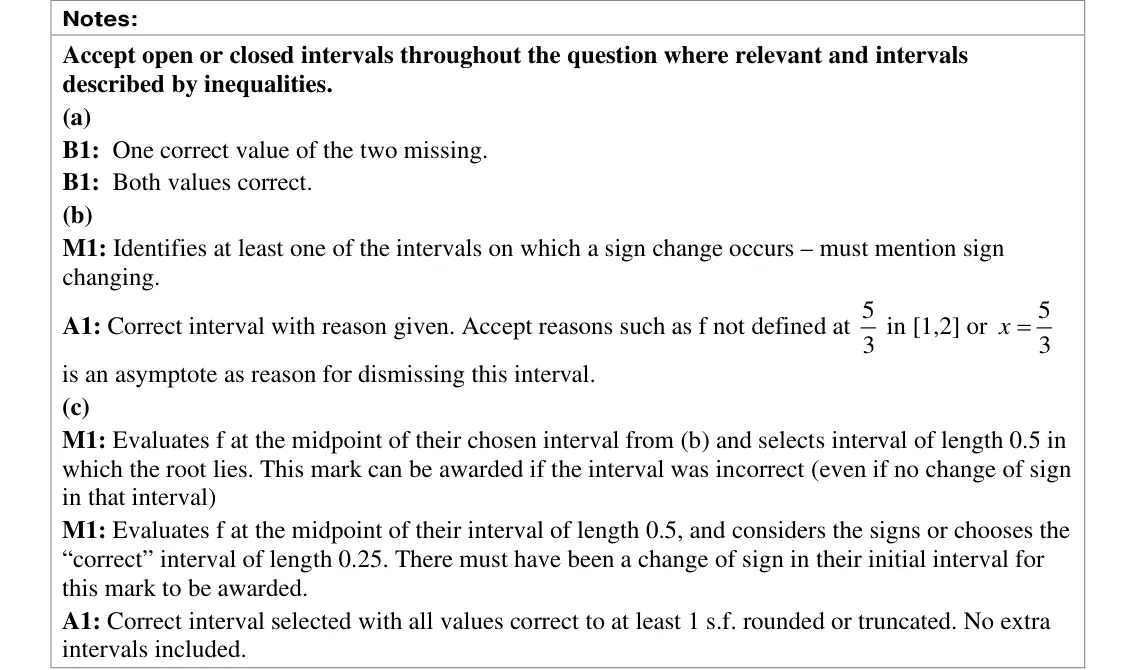 Notes:
Accept open or closed intervals throughout the question where relevant and intervals
described by inequalities.
(a)
B1: One correct value of the two missing.
B1: Both values correct.
(b)
M1: Identifies at least one of the intervals on which a sign change occurs – must mention sign
changing.
A1: Correct interval with reason given. Accept reasons such as f not defined at 5/3 in [1,2] or x = 5/3
is an asymptote as reason for dismissing this interval.
(c)
M1: Evaluates f at the midpoint of their chosen interval from (b) and selects interval of length 0.5 in
which the root lies. This mark can be awarded if the interval was incorrect (even if no change of sign
in that interval)
M1: Evaluates f at the midpoint of their interval of length 0.5, and considers the signs or chooses the
“correct” interval of length 0.25. There must have been a change of sign in their initial interval for
this mark to be awarded.
A1: Correct interval selected with all values correct to at least 1 s.f. rounded or truncated. No extra
intervals included.